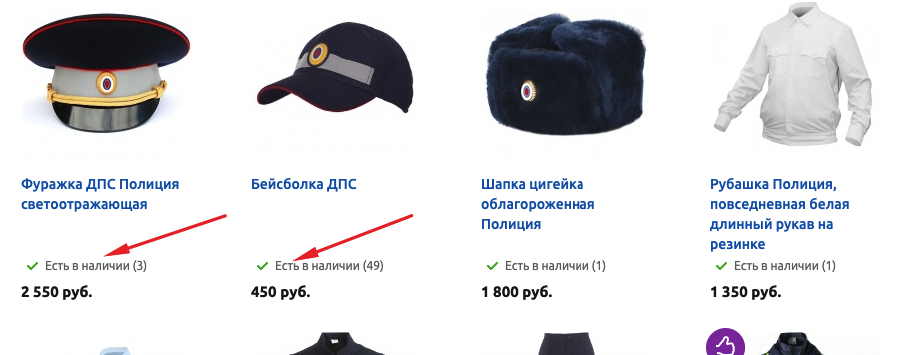 Фуражка ДПС Полиция
светоотражающая
Есть в наличии (3)
2 550 руб.
Бейсболка ДПС
Есть в наличии (49)
450 руб.
Шапка цигейка
облагороженная
Полиция
Есть в наличии (1)
1 800 руб.
Рубашка Полиция,
повседневная белая
длинный рукав на
резинке
Есть в наличии (1)
1 350 руб.